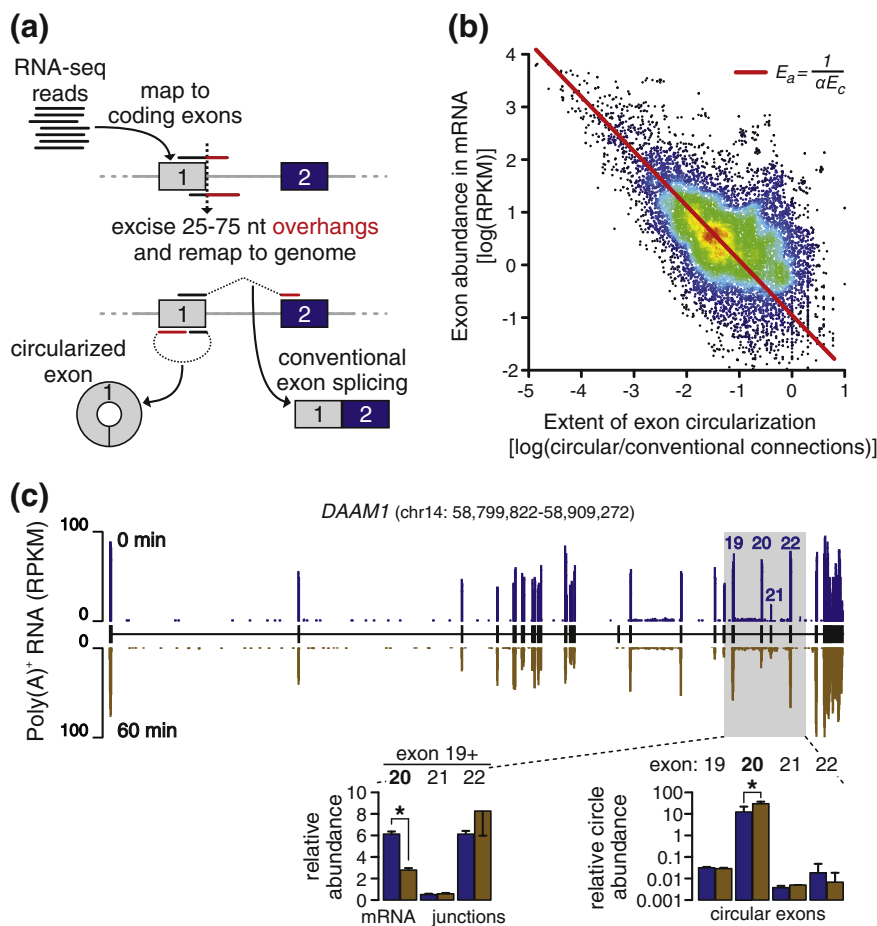 (a)
RNA-seq
reads
map to
coding exons
1
2
excise 25-75 nt overhangs
and remap to genome
1
2
circularized
exon
1
conventional
exon splicing
1
2
(b)
Exon abundance in mRNA
[log(RPKM)]
4
3
2
1
0
-1
-2
-5
-4
-3
-2
-1
0
1
Eₐ = 1/αE_c
Extent of exon circularization
[log(circular/conventional connections)]
(c)
DAAM1 (chr14: 58,799,822-58,909,272)
Poly(A)⁺ RNA (RPKM)
100
0 min
0
0
100
60 min
19
20
21
22
exon 19+
20 21 22
relative
abundance
10
8
6
4
2
0
*
mRNA junctions
exon: 19 20 21 22
relative circle
abundance
100
10
1
0.1
0.01
0.001
*
circular exons